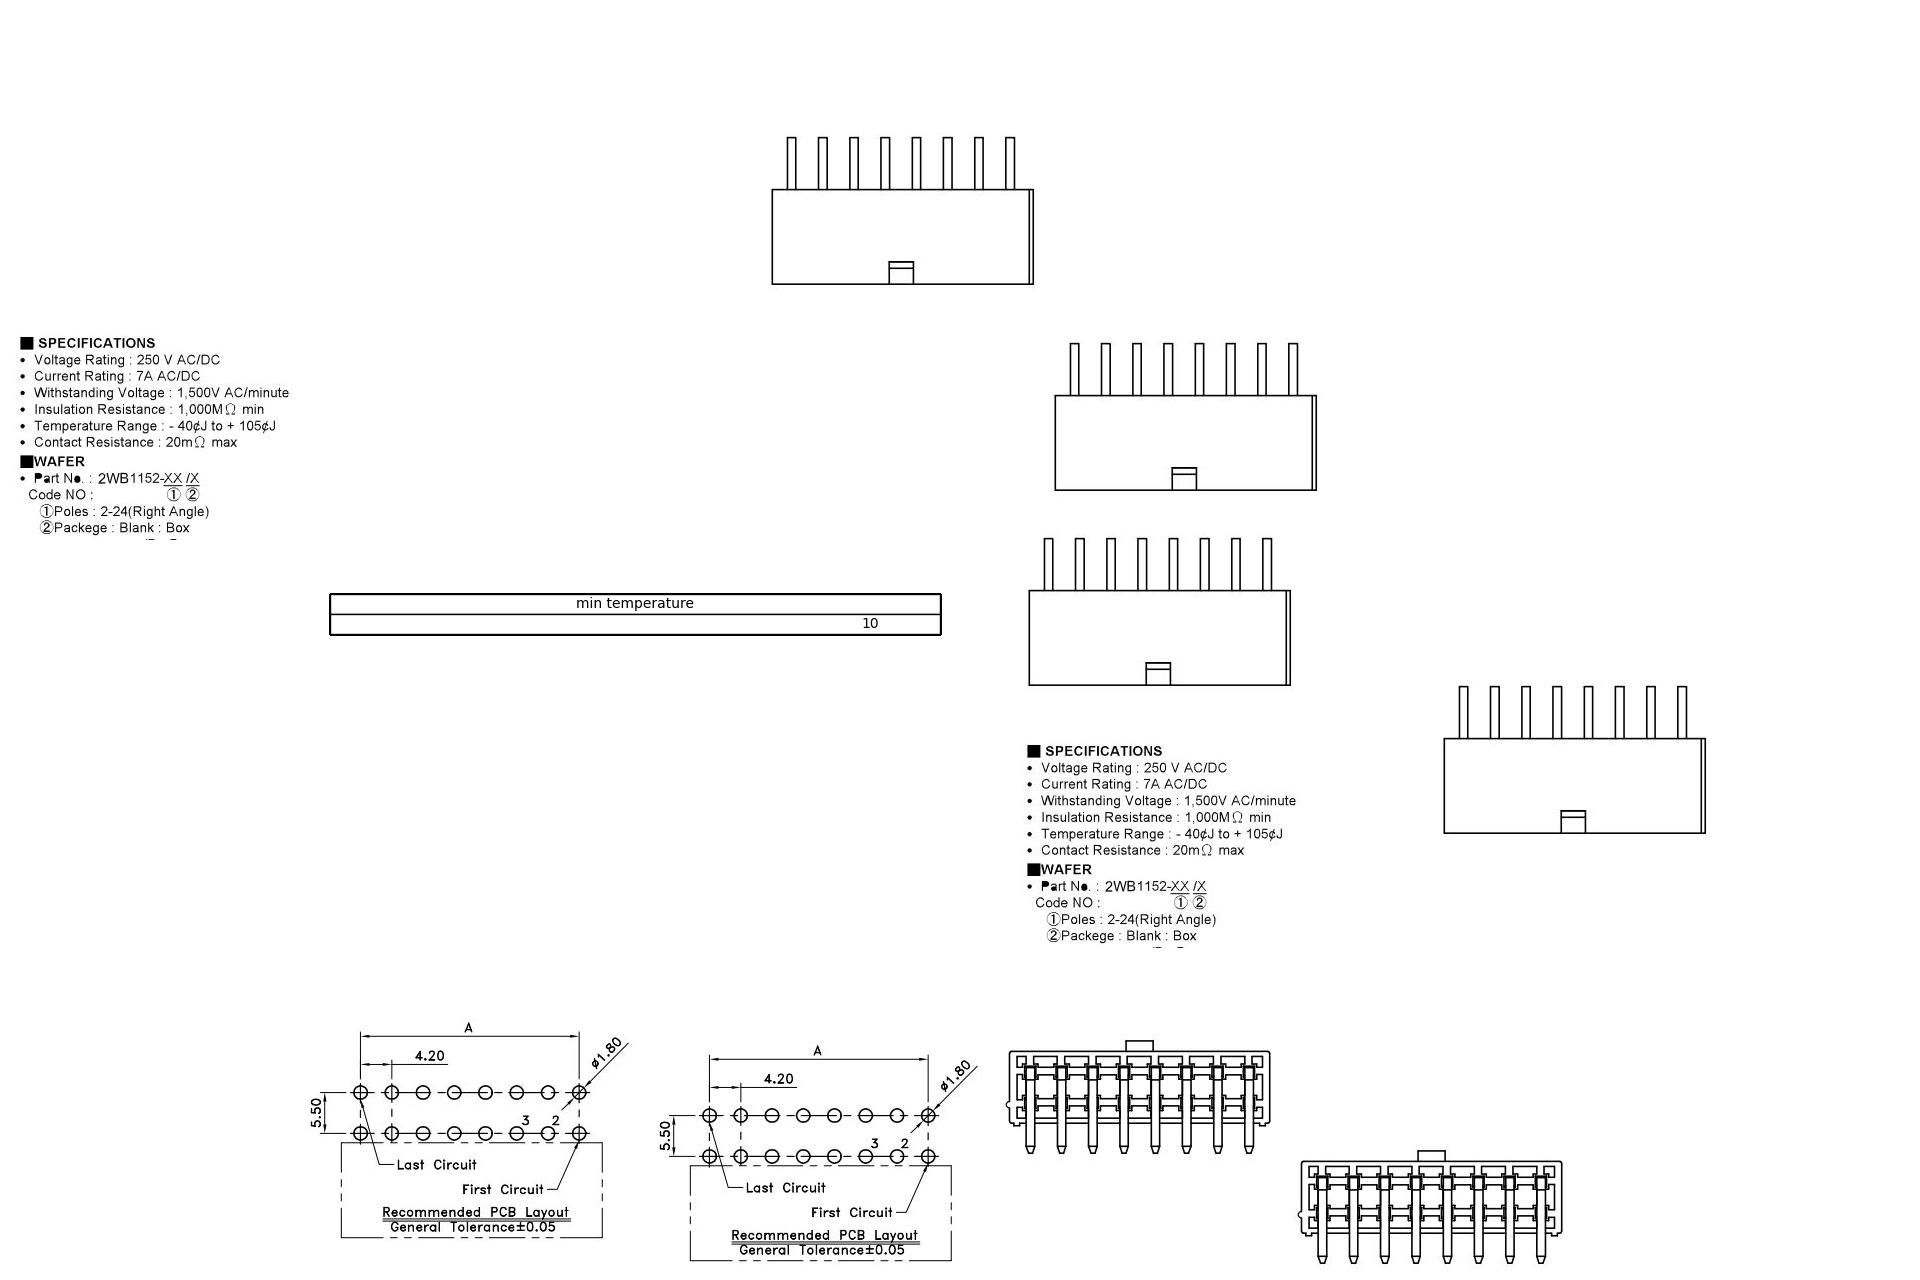 ■ SPECIFICATIONS
• Voltage Rating : 250 V AC/DC
• Current Rating : 7A AC/DC
• Withstanding Voltage : 1,500V AC/minute
• Insulation Resistance : 1,000MΩ min
• Temperature Range : - 40¢J to + 105¢J
• Contact Resistance : 20mΩ max
■WAFER
• Part No. : 2WB1152-XX /X
Code NO : ① ②
①Poles : 2-24(Right Angle)
②Packege : Blank : Box
min temperature
10
■ SPECIFICATIONS
• Voltage Rating : 250 V AC/DC
• Current Rating : 7A AC/DC
• Withstanding Voltage : 1,500V AC/minute
• Insulation Resistance : 1,000MΩ min
• Temperature Range : - 40¢J to + 105¢J
• Contact Resistance : 20mΩ max
■WAFER
• Part No. : 2WB1152-XX /X
Code NO : ① ②
①Poles : 2-24(Right Angle)
②Packege : Blank : Box
A
4.20
ø1.80
5.50
3 2
Last Circuit
First Circuit
Recommended PCB Layout
General Tolerance±0.05
A
4.20
ø1.80
5.50
3 2
Last Circuit
First Circuit
Recommended PCB Layout
General Tolerance±0.05